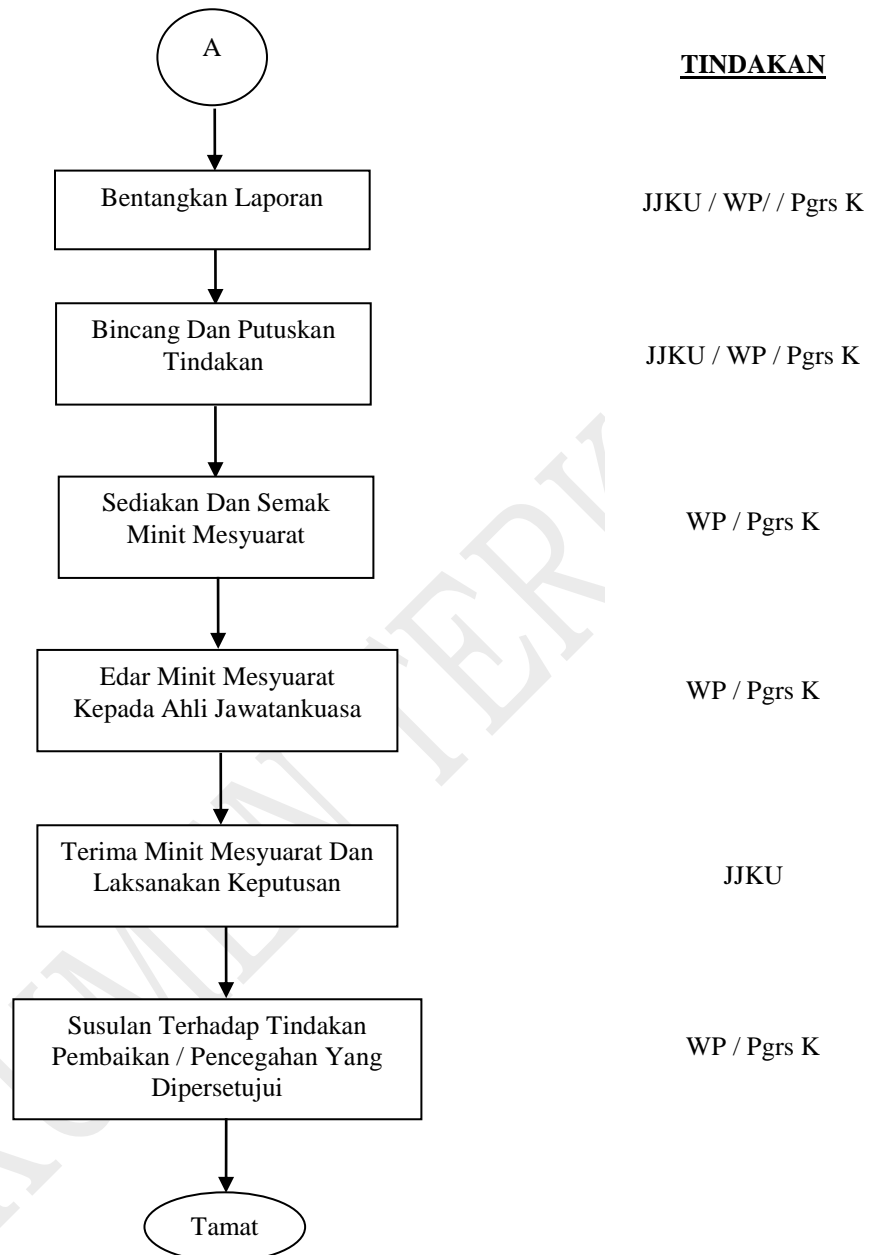 A
TINDAKAN
Bentangkan Laporan
JJKU / WP/ / Pgrs K
Bincang Dan Putuskan
Tindakan
JJKU / WP / Pgrs K
Sediakan Dan Semak
Minit Mesyuarat
WP / Pgrs K
Edar Minit Mesyuarat
Kepada Ahli Jawatankuasa
WP / Pgrs K
Terima Minit Mesyuarat Dan
Laksanakan Keputusan
JJKU
Susulan Terhadap Tindakan
Pembaikan / Pencegahan Yang
Dipersetujui
WP / Pgrs K
Tamat